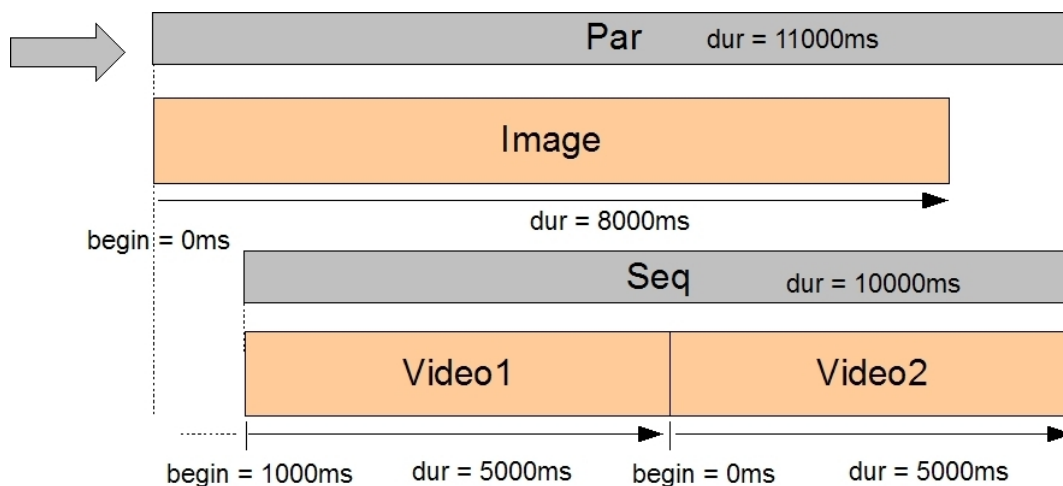 Par dur = 11000ms
Image
dur = 8000ms
begin = 0ms
Seq dur = 10000ms
Video1 Video2
begin = 1000ms dur = 5000ms begin = 0ms dur = 5000ms